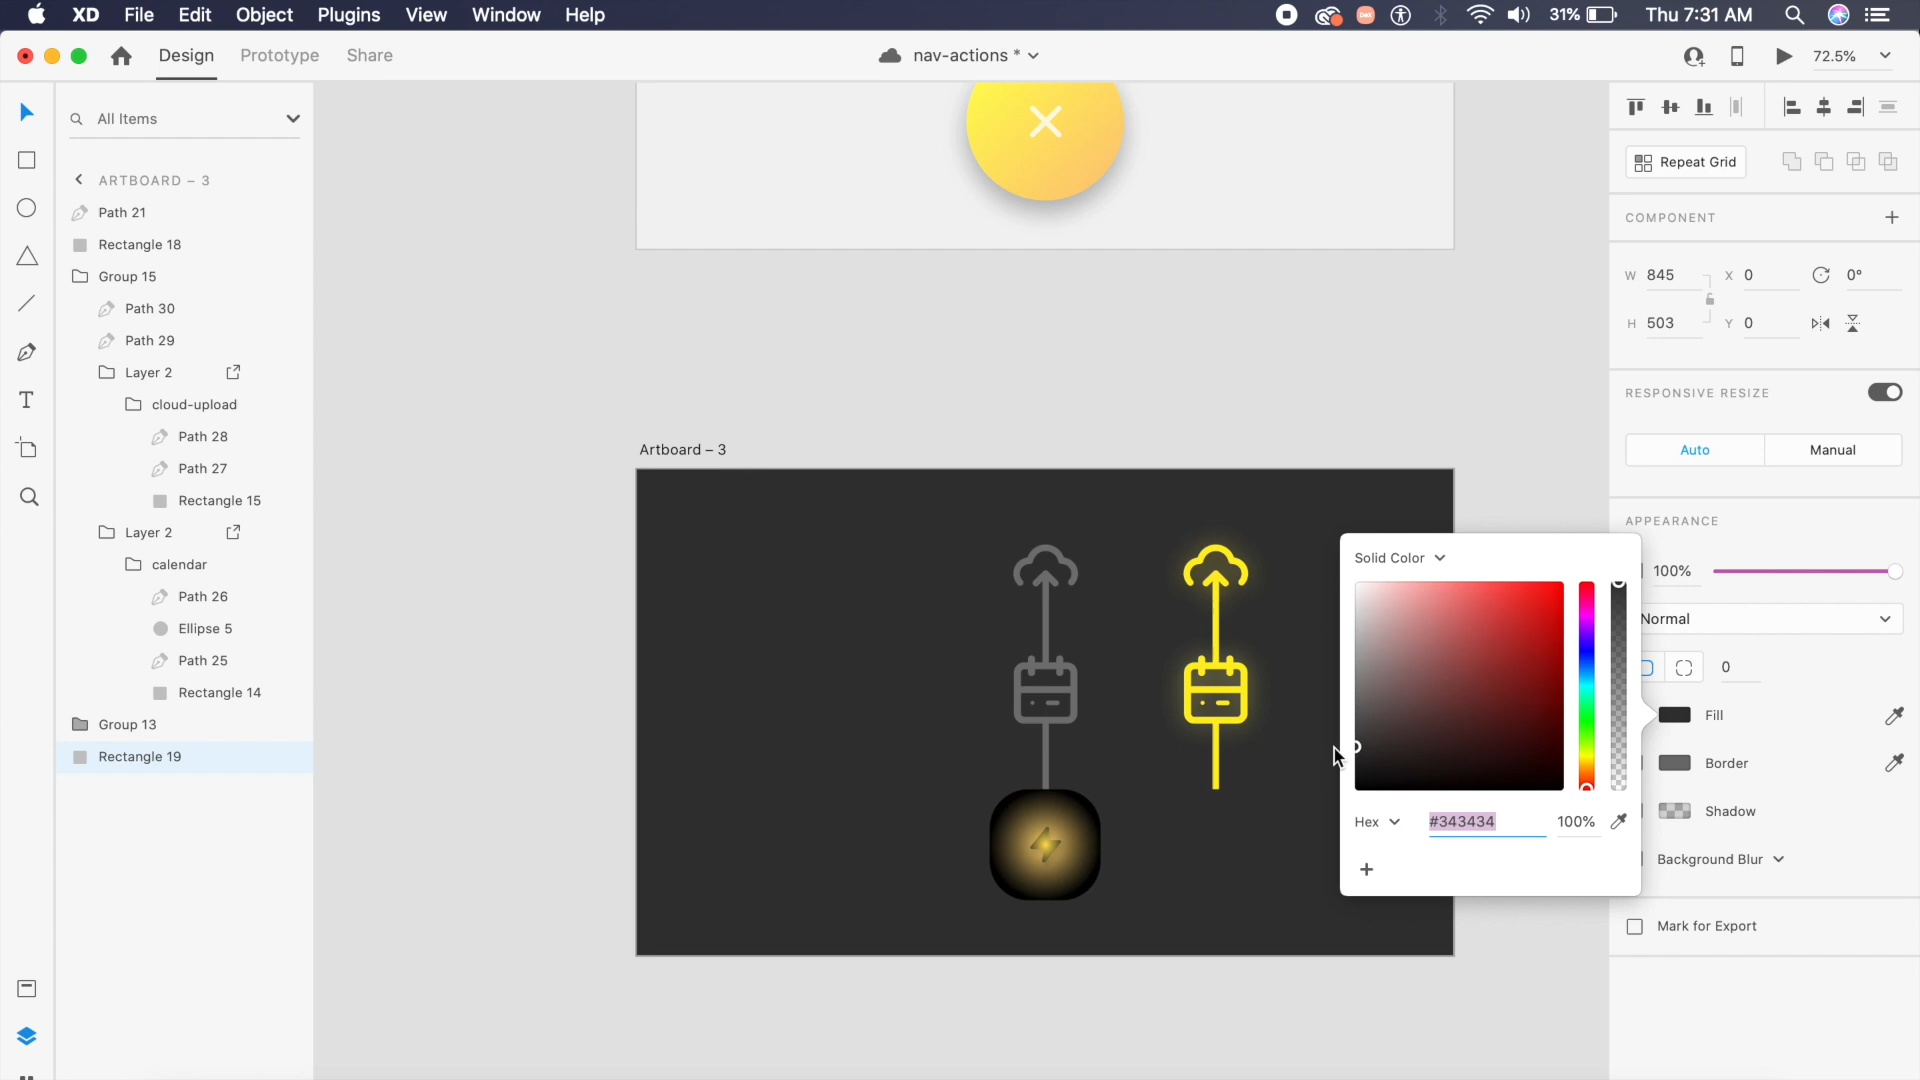 XD File Edit Object Plugins View Window Help
31% Thu 7:31 AM
Design Prototype Share
nav-actions *
72.5%
All Items
ARTBOARD – 3
Path 21
Rectangle 18
Group 15
Path 30
Path 29
Layer 2
cloud-upload
Path 28
Path 27
Rectangle 15
Layer 2
calendar
Path 26
Ellipse 5
Path 25
Rectangle 14
Group 13
Rectangle 19
Artboard – 3
Solid Color
Hex #343434 100%
Repeat Grid
COMPONENT
W 845 X 0 0°
H 503 Y 0
RESPONSIVE RESIZE
Auto Manual
APPEARANCE
100%
Normal
0
Fill
Border
Shadow
Background Blur
Mark for Export